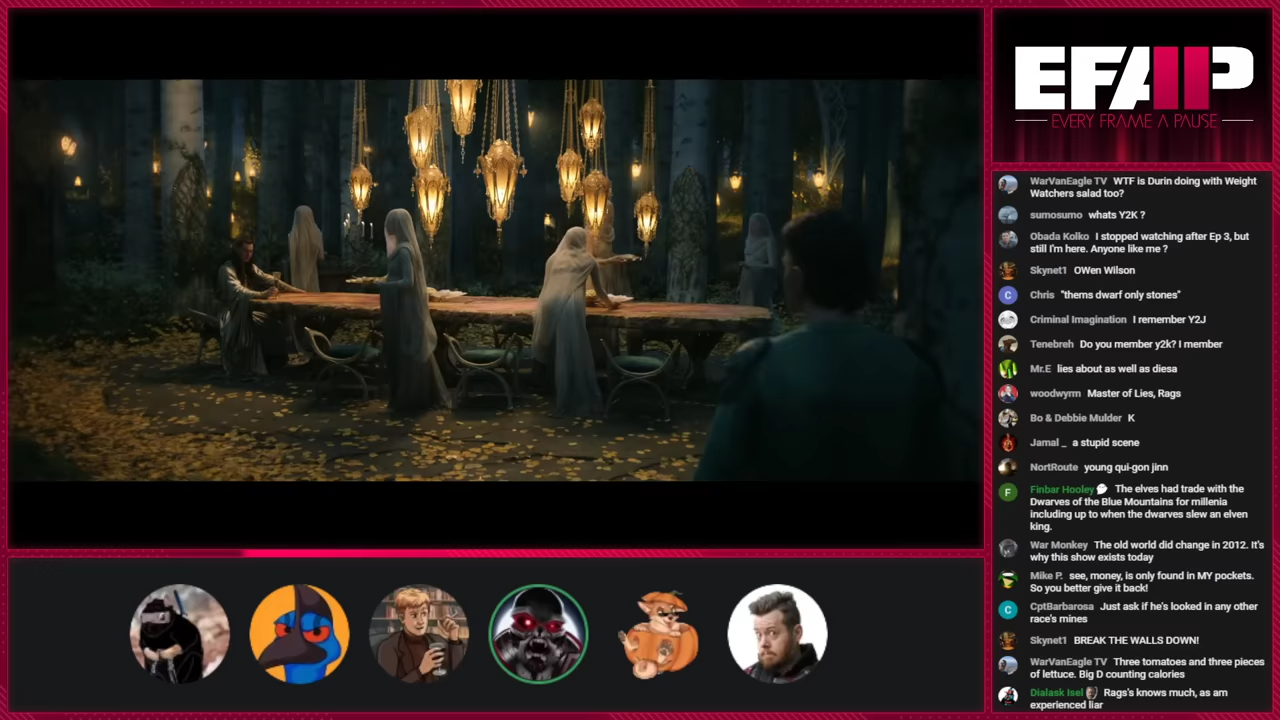 EFAP
EVERY FRAME A PAUSE
WarVanEagle TV WTF is Durin doing with Weight
Watchers salad too?
sumosumo whats Y2K ?
Obada Kolko I stopped watching after Ep 3, but
still I'm here. Anyone like me ?
Skynet1 OWen Wilson
C
Chris "thems dwarf only stones"
Criminal Imagination I remember Y2J
Tenebreh Do you member y2k? I member
Mr.E lies about as well as diesa
woodwyrm Master of Lies, Rags
Bo & Debbie Mulder K
Jamal _ a stupid scene
NortRoute young qui-gon jinn
F
Finbar Hooley The elves had trade with the
Dwarves of the Blue Mountains for millenia
including up to when the dwarves slew an elven
king.
War Monkey The old world did change in 2012. It's
why this show exists today
Mike P. see, money, is only found in MY pockets.
So you better give it back!
C
CptBarbarosa Just ask if he's looked in any other
race's mines
Skynet1 BREAK THE WALLS DOWN!
WarVanEagle TV Three tomatoes and three pieces
of lettuce. Big D counting calories
Dialask Isel Rags's knows much, as am
experienced liar